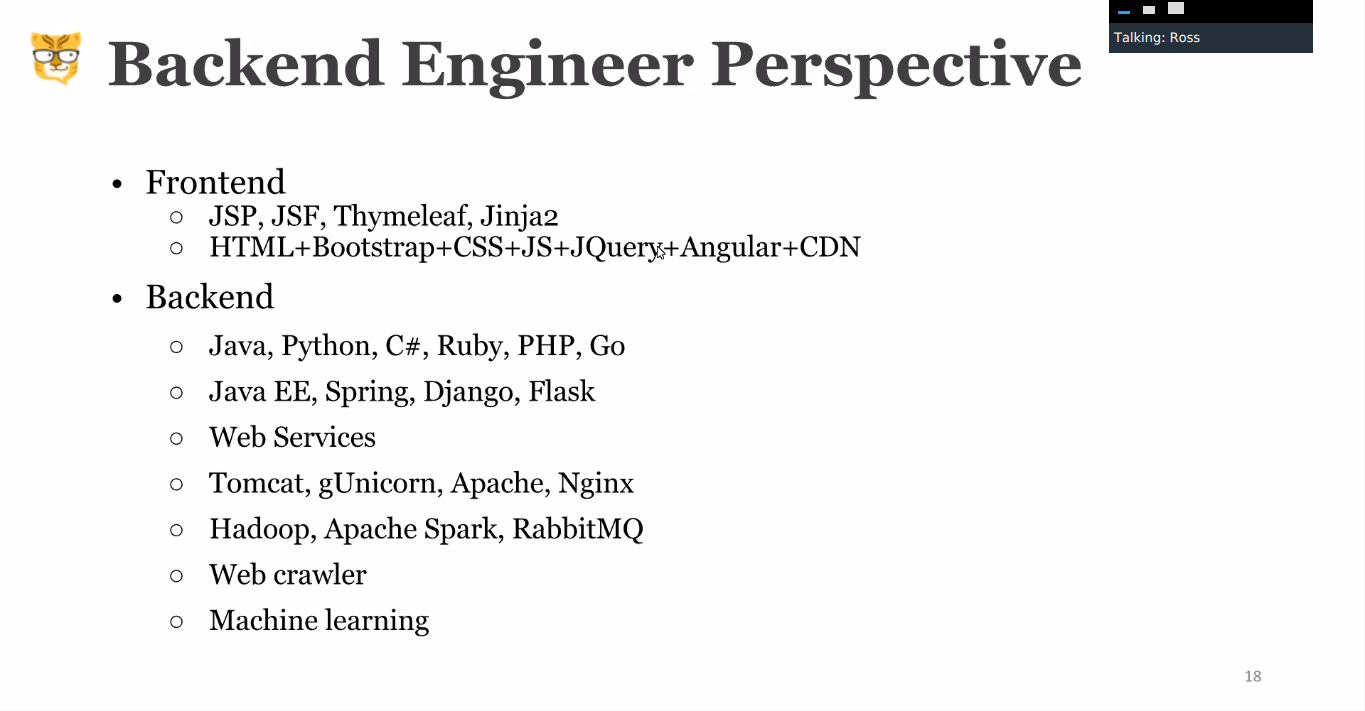 Talking: Ross
Backend Engineer Perspective
• Frontend
○ JSP, JSF, Thymeleaf, Jinja2
○ HTML+Bootstrap+CSS+JS+JQuery+Angular+CDN
• Backend
○ Java, Python, C#, Ruby, PHP, Go
○ Java EE, Spring, Django, Flask
○ Web Services
○ Tomcat, gUnicorn, Apache, Nginx
○ Hadoop, Apache Spark, RabbitMQ
○ Web crawler
○ Machine learning
18